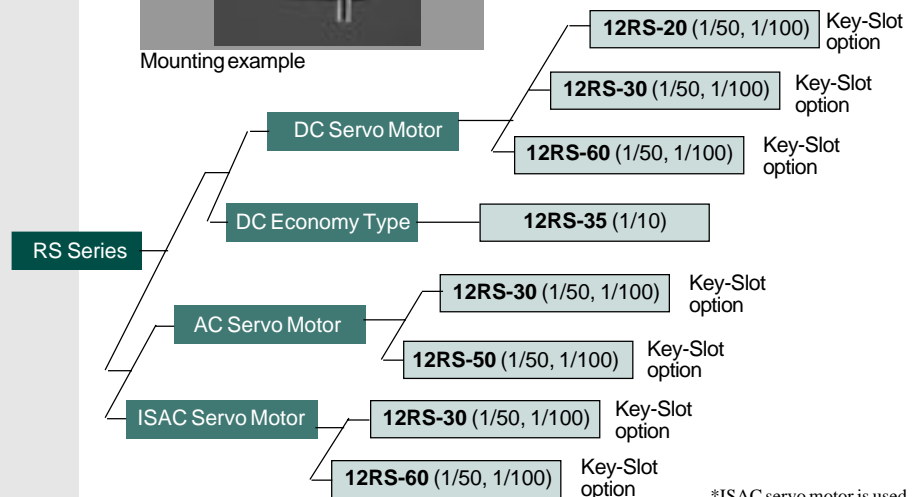 Mounting example
12RS-20 (1/50, 1/100)
Key-Slot
option
12RS-30 (1/50, 1/100)
Key-Slot
option
DC Servo Motor
12RS-60 (1/50, 1/100)
Key-Slot
option
DC Economy Type
12RS-35 (1/10)
RS Series
12RS-30 (1/50, 1/100)
Key-Slot
option
AC Servo Motor
12RS-50 (1/50, 1/100)
Key-Slot
option
ISAC Servo Motor
12RS-30 (1/50, 1/100)
Key-Slot
option
12RS-60 (1/50, 1/100)
Key-Slot
option
*ISAC servo motor is used